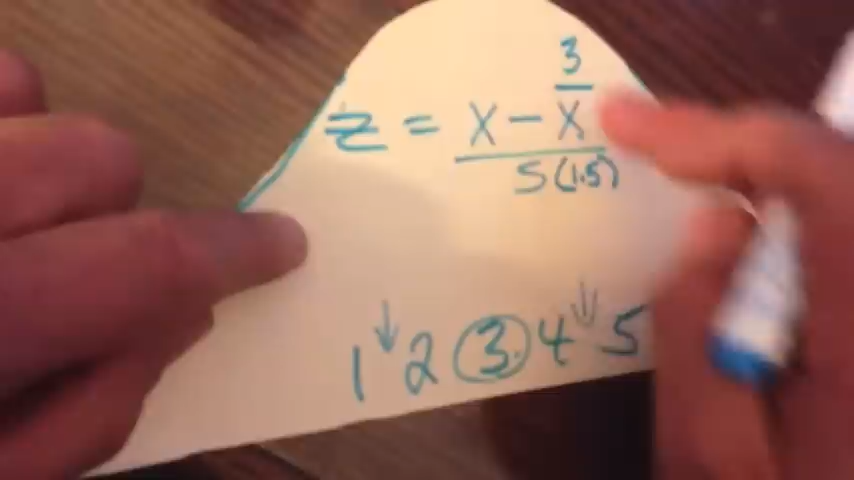 3
z = x - x̄
s(1.5)
↓ ↓
1 2 3 4 5